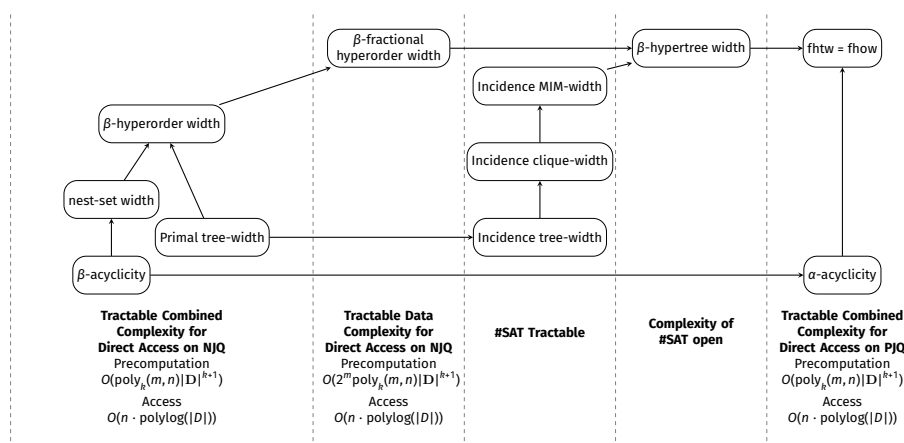 β-fractional
hyperorder width
β-hypertree width
fhtw = fhow
Incidence MIM-width
β-hyperorder width
Incidence clique-width
nest-set width
Primal tree-width
Incidence tree-width
β-acyclicity
α-acyclicity
Tractable Combined
Complexity for
Direct Access on NJQ
Precomputation
O(poly_k(m, n)|D|^{k+1})
Access
O(n · polylog(|D|))
Tractable Data
Complexity for
Direct Access on NJQ
Precomputation
O(2^m poly_k(m, n)|D|^{k+1})
Access
O(n · polylog(|D|))
#SAT Tractable
Complexity of
#SAT open
Tractable Combined
Complexity for
Direct Access on PJQ
Precomputation
O(poly_k(m, n)|D|^{k+1})
Access
O(n · polylog(|D|))